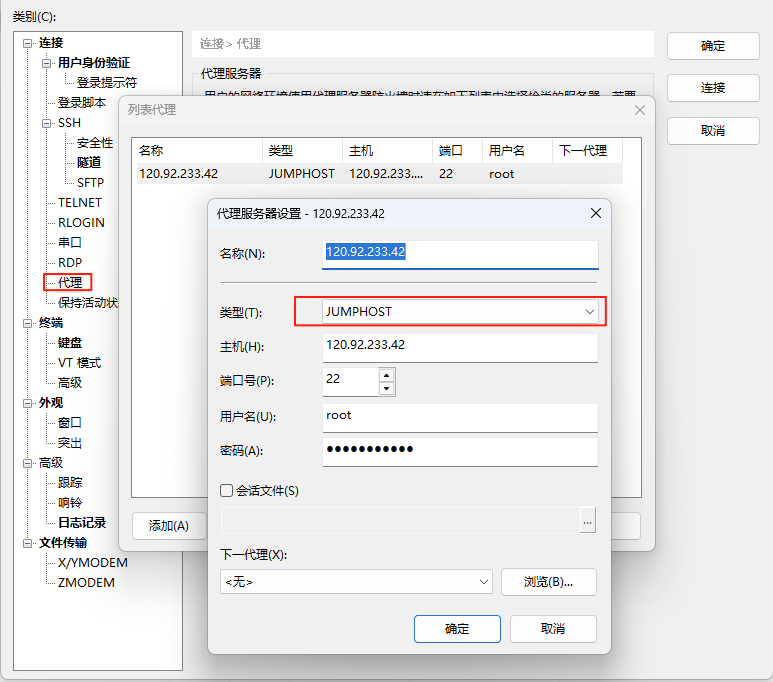 类别(C):
连接
用户身份验证
登录提示符
登录脚本
SSH
安全性
隧道
SFTP
TELNET
RLOGIN
串口
RDP
代理
保持活动状
终端
键盘
VT 模式
高级
外观
窗口
突出
高级
跟踪
响铃
日志记录
文件传输
X/YMODEM
ZMODEM
连接> 代理
代理服务器
确定
连接
取消
列表代理
名称 类型 主机 端口 用户名 下一代理
120.92.233.42 JUMPHOST 120.92.233.... 22 root
添加(A)
代理服务器设置 - 120.92.233.42
名称(N): 120.92.233.42
类型(T): JUMPHOST
主机(H): 120.92.233.42
端口号(P): 22
用户名(U): root
密码(A): ●●●●●●●●●●●
会话文件(S)
...
下一代理(X):
<无> 浏览(B)...
确定 取消